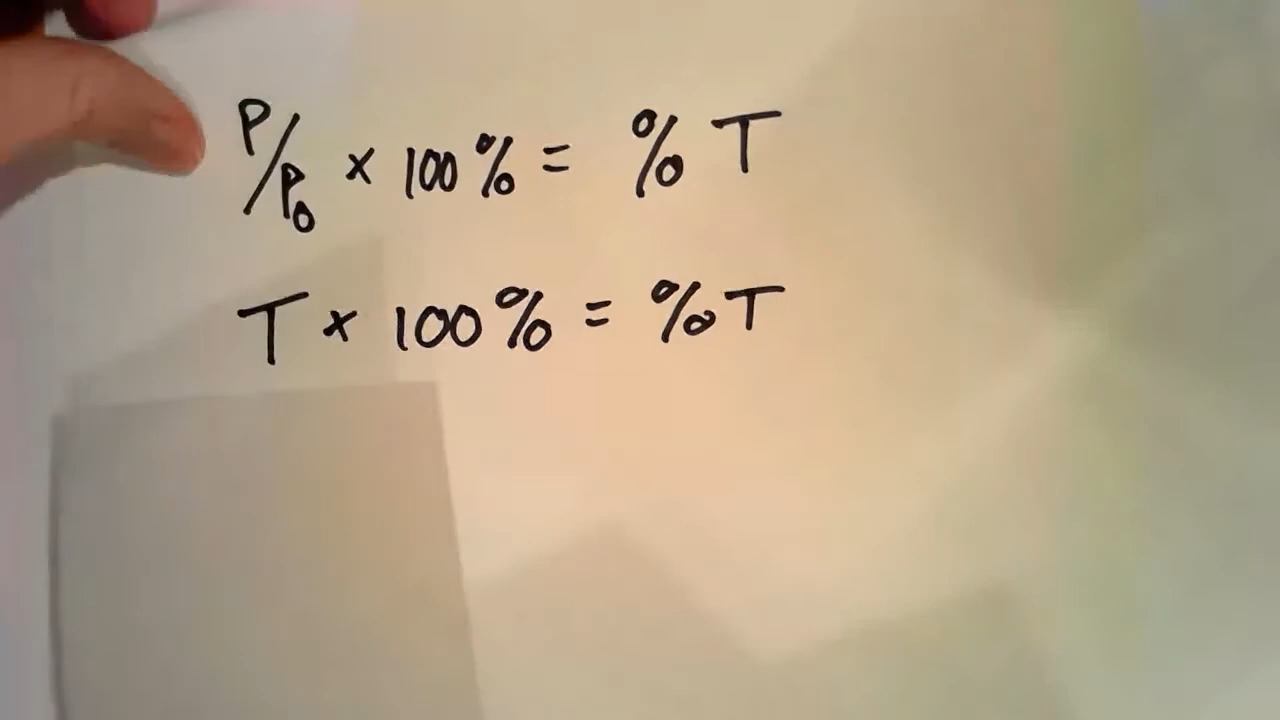 P/P₀ × 100% = % T
T × 100% = %T